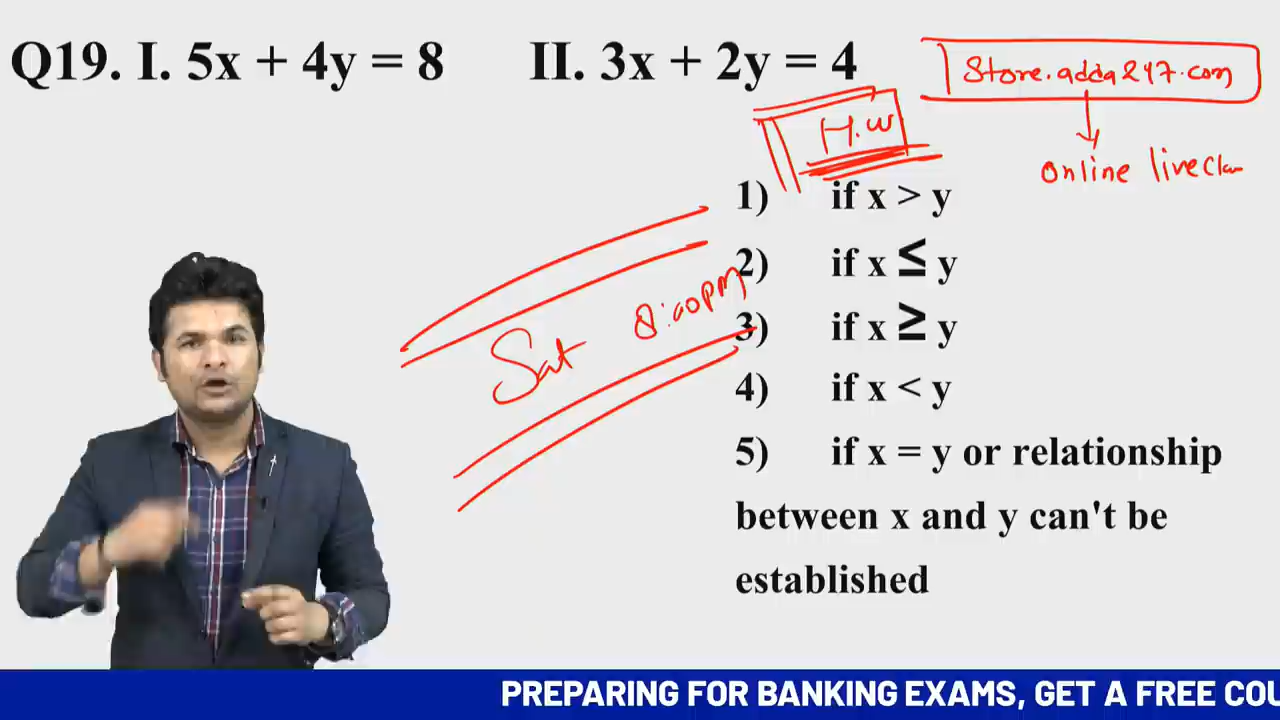 Q19. I. 5x + 4y = 8 II. 3x + 2y = 4
Store.adda247.com
H.W
online live
1) if x > y
2) if x ≤ y
Sat 8:00PM
3) if x ≥ y
4) if x < y
5) if x = y or relationship
between x and y can't be
established
PREPARING FOR BANKING EXAMS, GET A FREE COU